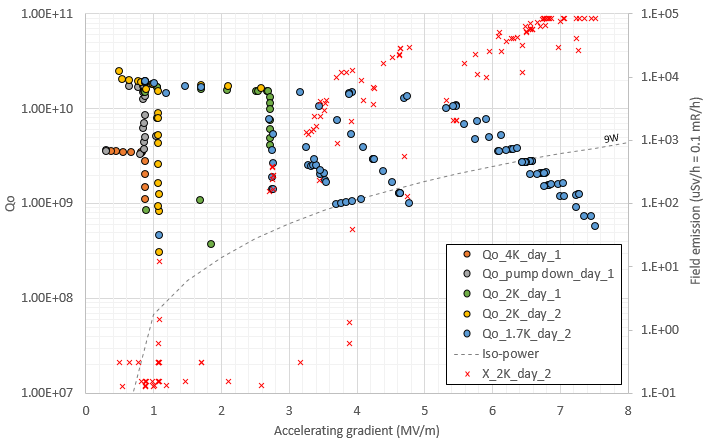 1.00E+11
1.00E+10
1.00E+09
1.00E+08
1.00E+07
Qo
1.E+05
1.E+04
1.E+03
1.E+02
1.E+01
1.E+00
1.E-01
Field emission (uSv/h = 0.1 mR/h)
9W
Qo_4K_day_1
Qo_pump down_day_1
Qo_2K_day_1
Qo_2K_day_2
Qo_1.7K_day_2
Iso-power
X_2K_day_2
0 1 2 3 4 5 6 7 8
Accelerating gradient (MV/m)